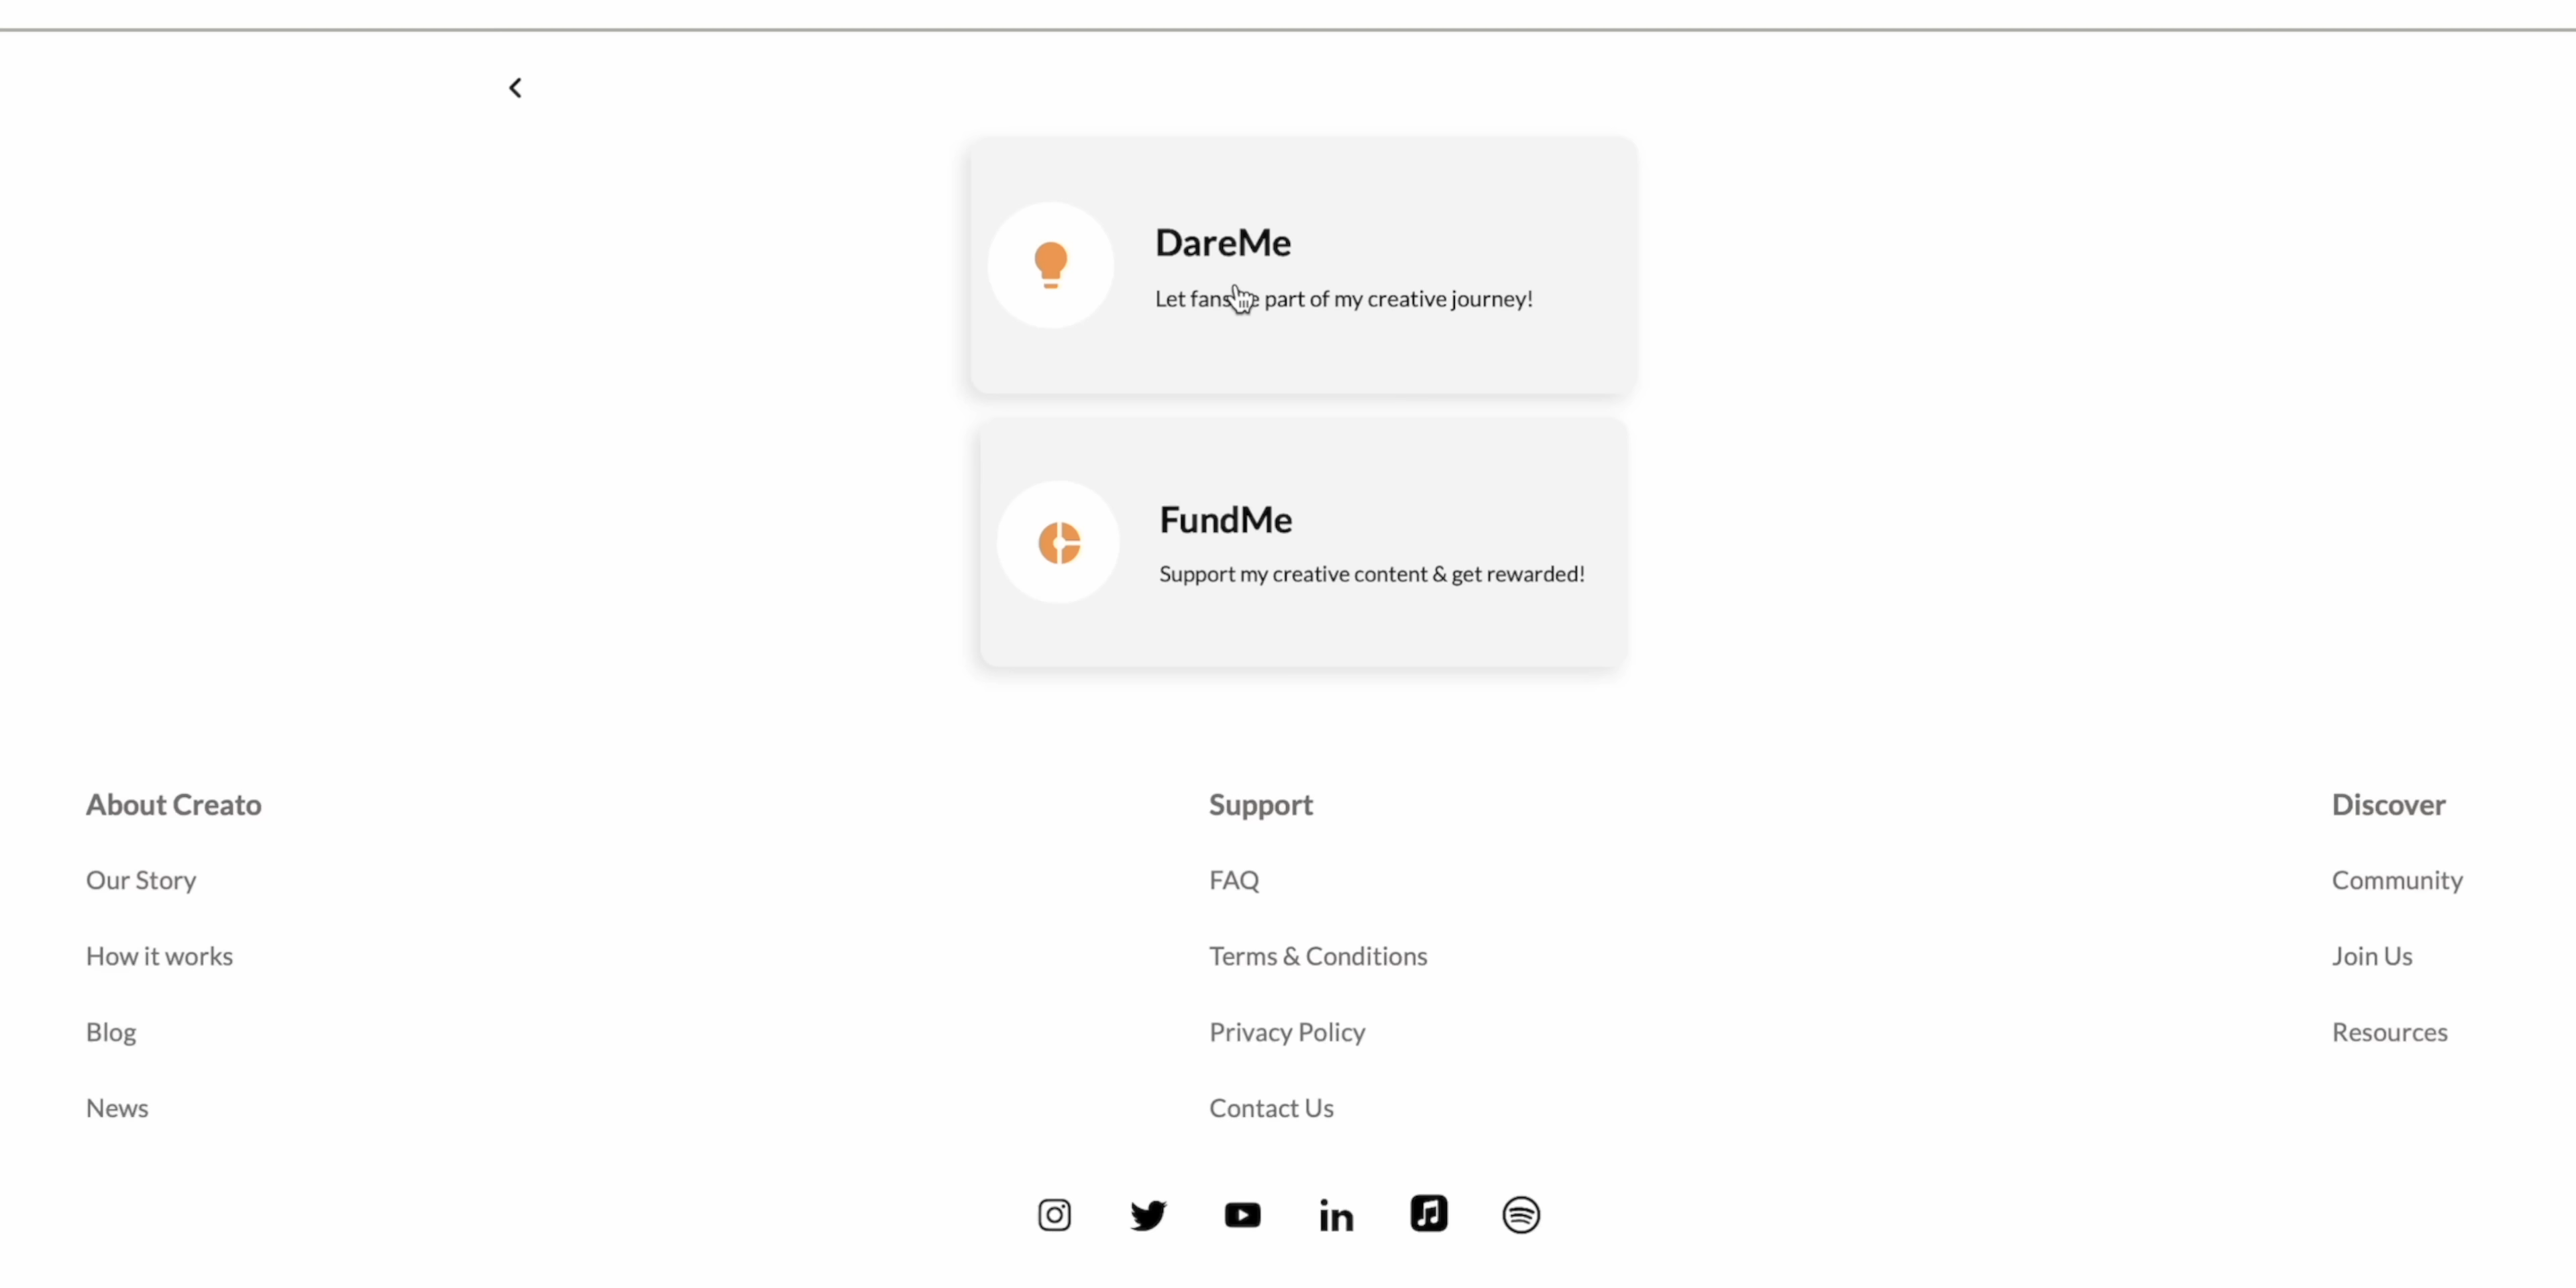 DareMe
Let fans part of my creative journey!
FundMe
Support my creative content & get rewarded!
About Creato
Our Story
How it works
Blog
News
Support
FAQ
Terms & Conditions
Privacy Policy
Contact Us
Discover
Community
Join Us
Resources